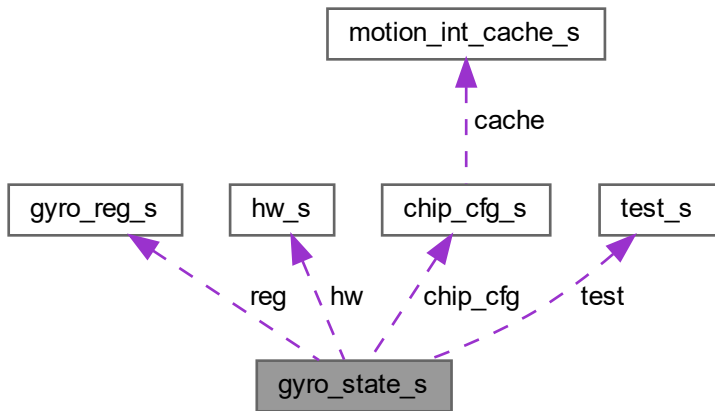 motion_int_cache_s
cache
gyro_reg_s
hw_s
chip_cfg_s
test_s
reg
hw
chip_cfg
test
gyro_state_s